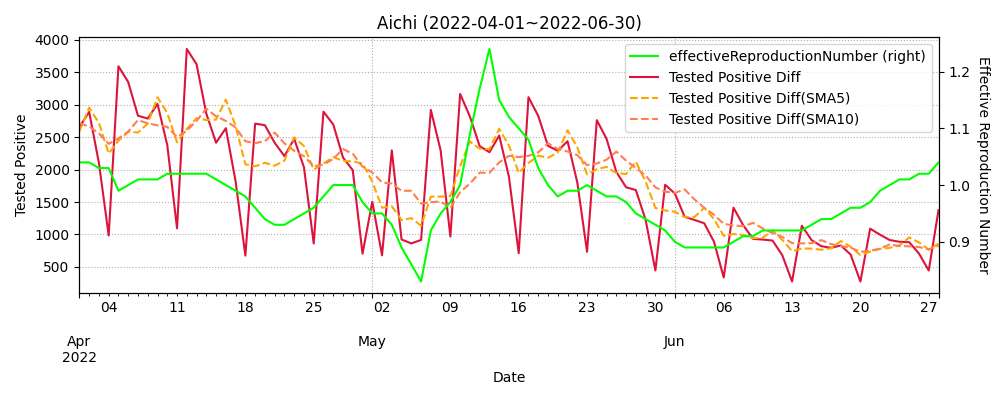 Aichi (2022-04-01~2022-06-30)
4000
3500
3000
2500
2000
1500
1000
500
Tested Positive
effectiveReproductionNumber (right)
Tested Positive Diff
Tested Positive Diff(SMA5)
Tested Positive Diff(SMA10)
1.2
1.1
1.0
0.9
Effective Reproduction Number
04 11 18 25 02 09 16 23 30 06 13 20 27
Apr May Jun
2022
Date